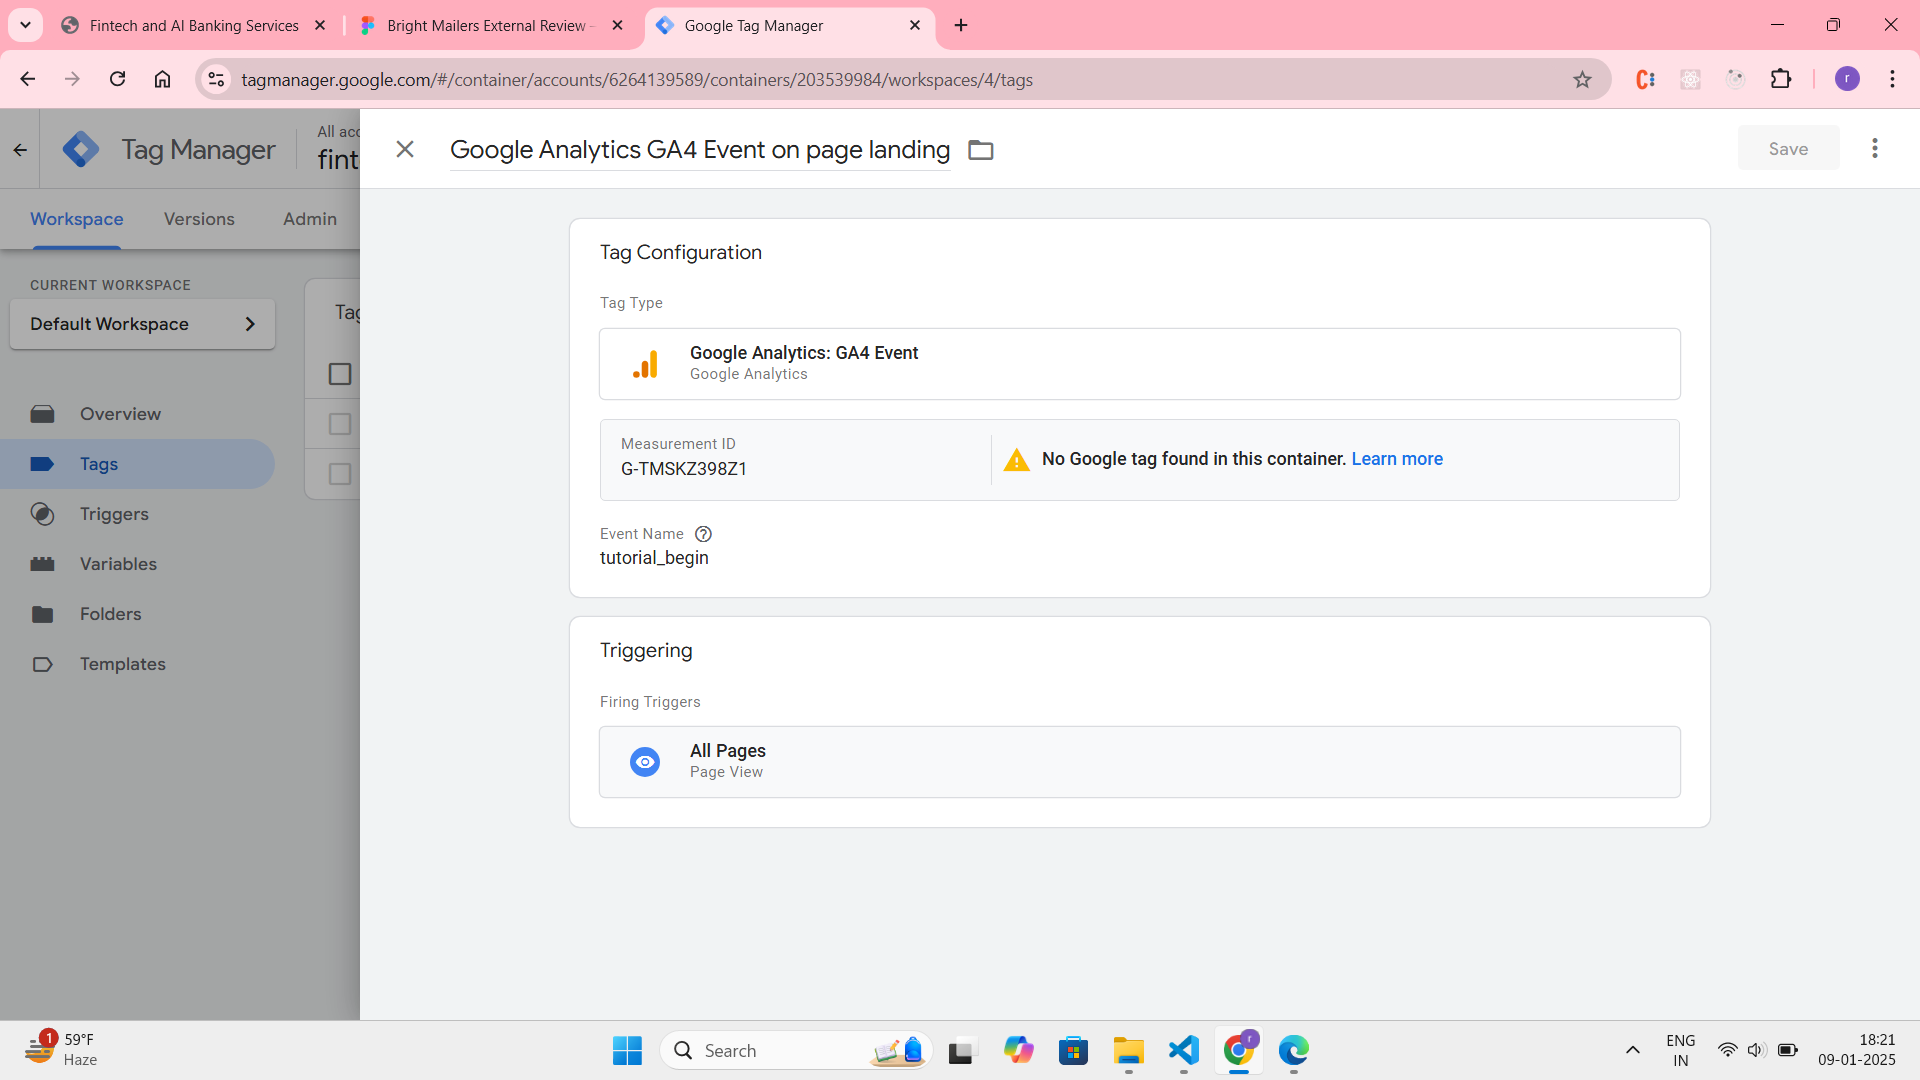 Fintech and AI Banking Services
Bright Mailers External Review -
Google Tag Manager
tagmanager.google.com/#/container/accounts/6264139589/containers/203539984/workspaces/4/tags
r
Tag Manager
All acc
fint
Google Analytics GA4 Event on page landing
Save
Workspace
Versions
Admin
CURRENT WORKSPACE
Default Workspace
Overview
Tags
Triggers
Variables
Folders
Templates
Tag
Tag Configuration
Tag Type
Google Analytics: GA4 Event
Google Analytics
Measurement ID
G-TMSKZ398Z1
No Google tag found in this container. Learn more
Event Name
tutorial_begin
Triggering
Firing Triggers
All Pages
Page View
1
59°F
Haze
Search
r
ENG
IN
18:21
09-01-2025